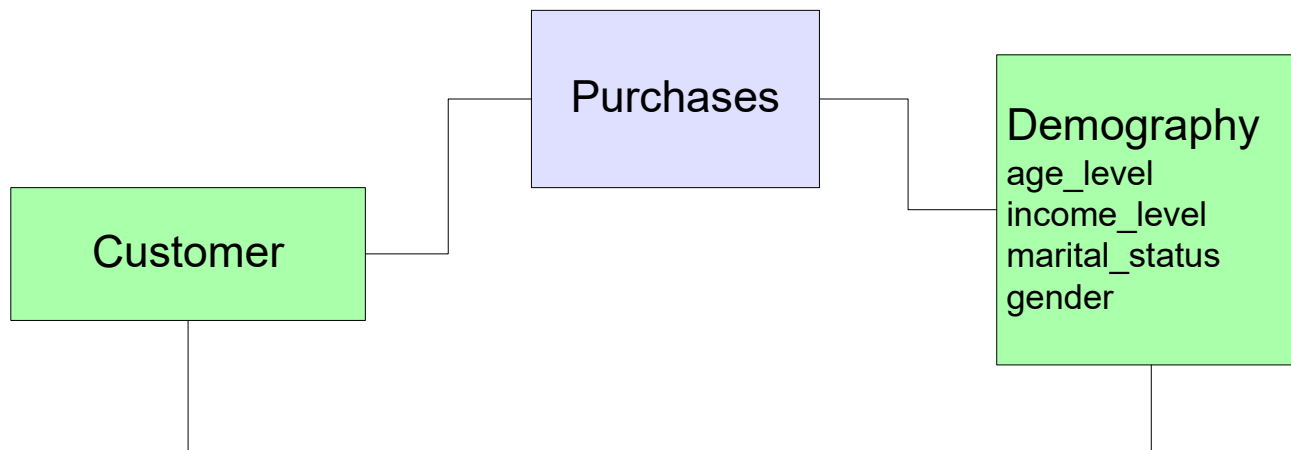 Purchases
Customer
Demography
age_level
income_level
marital_status
gender